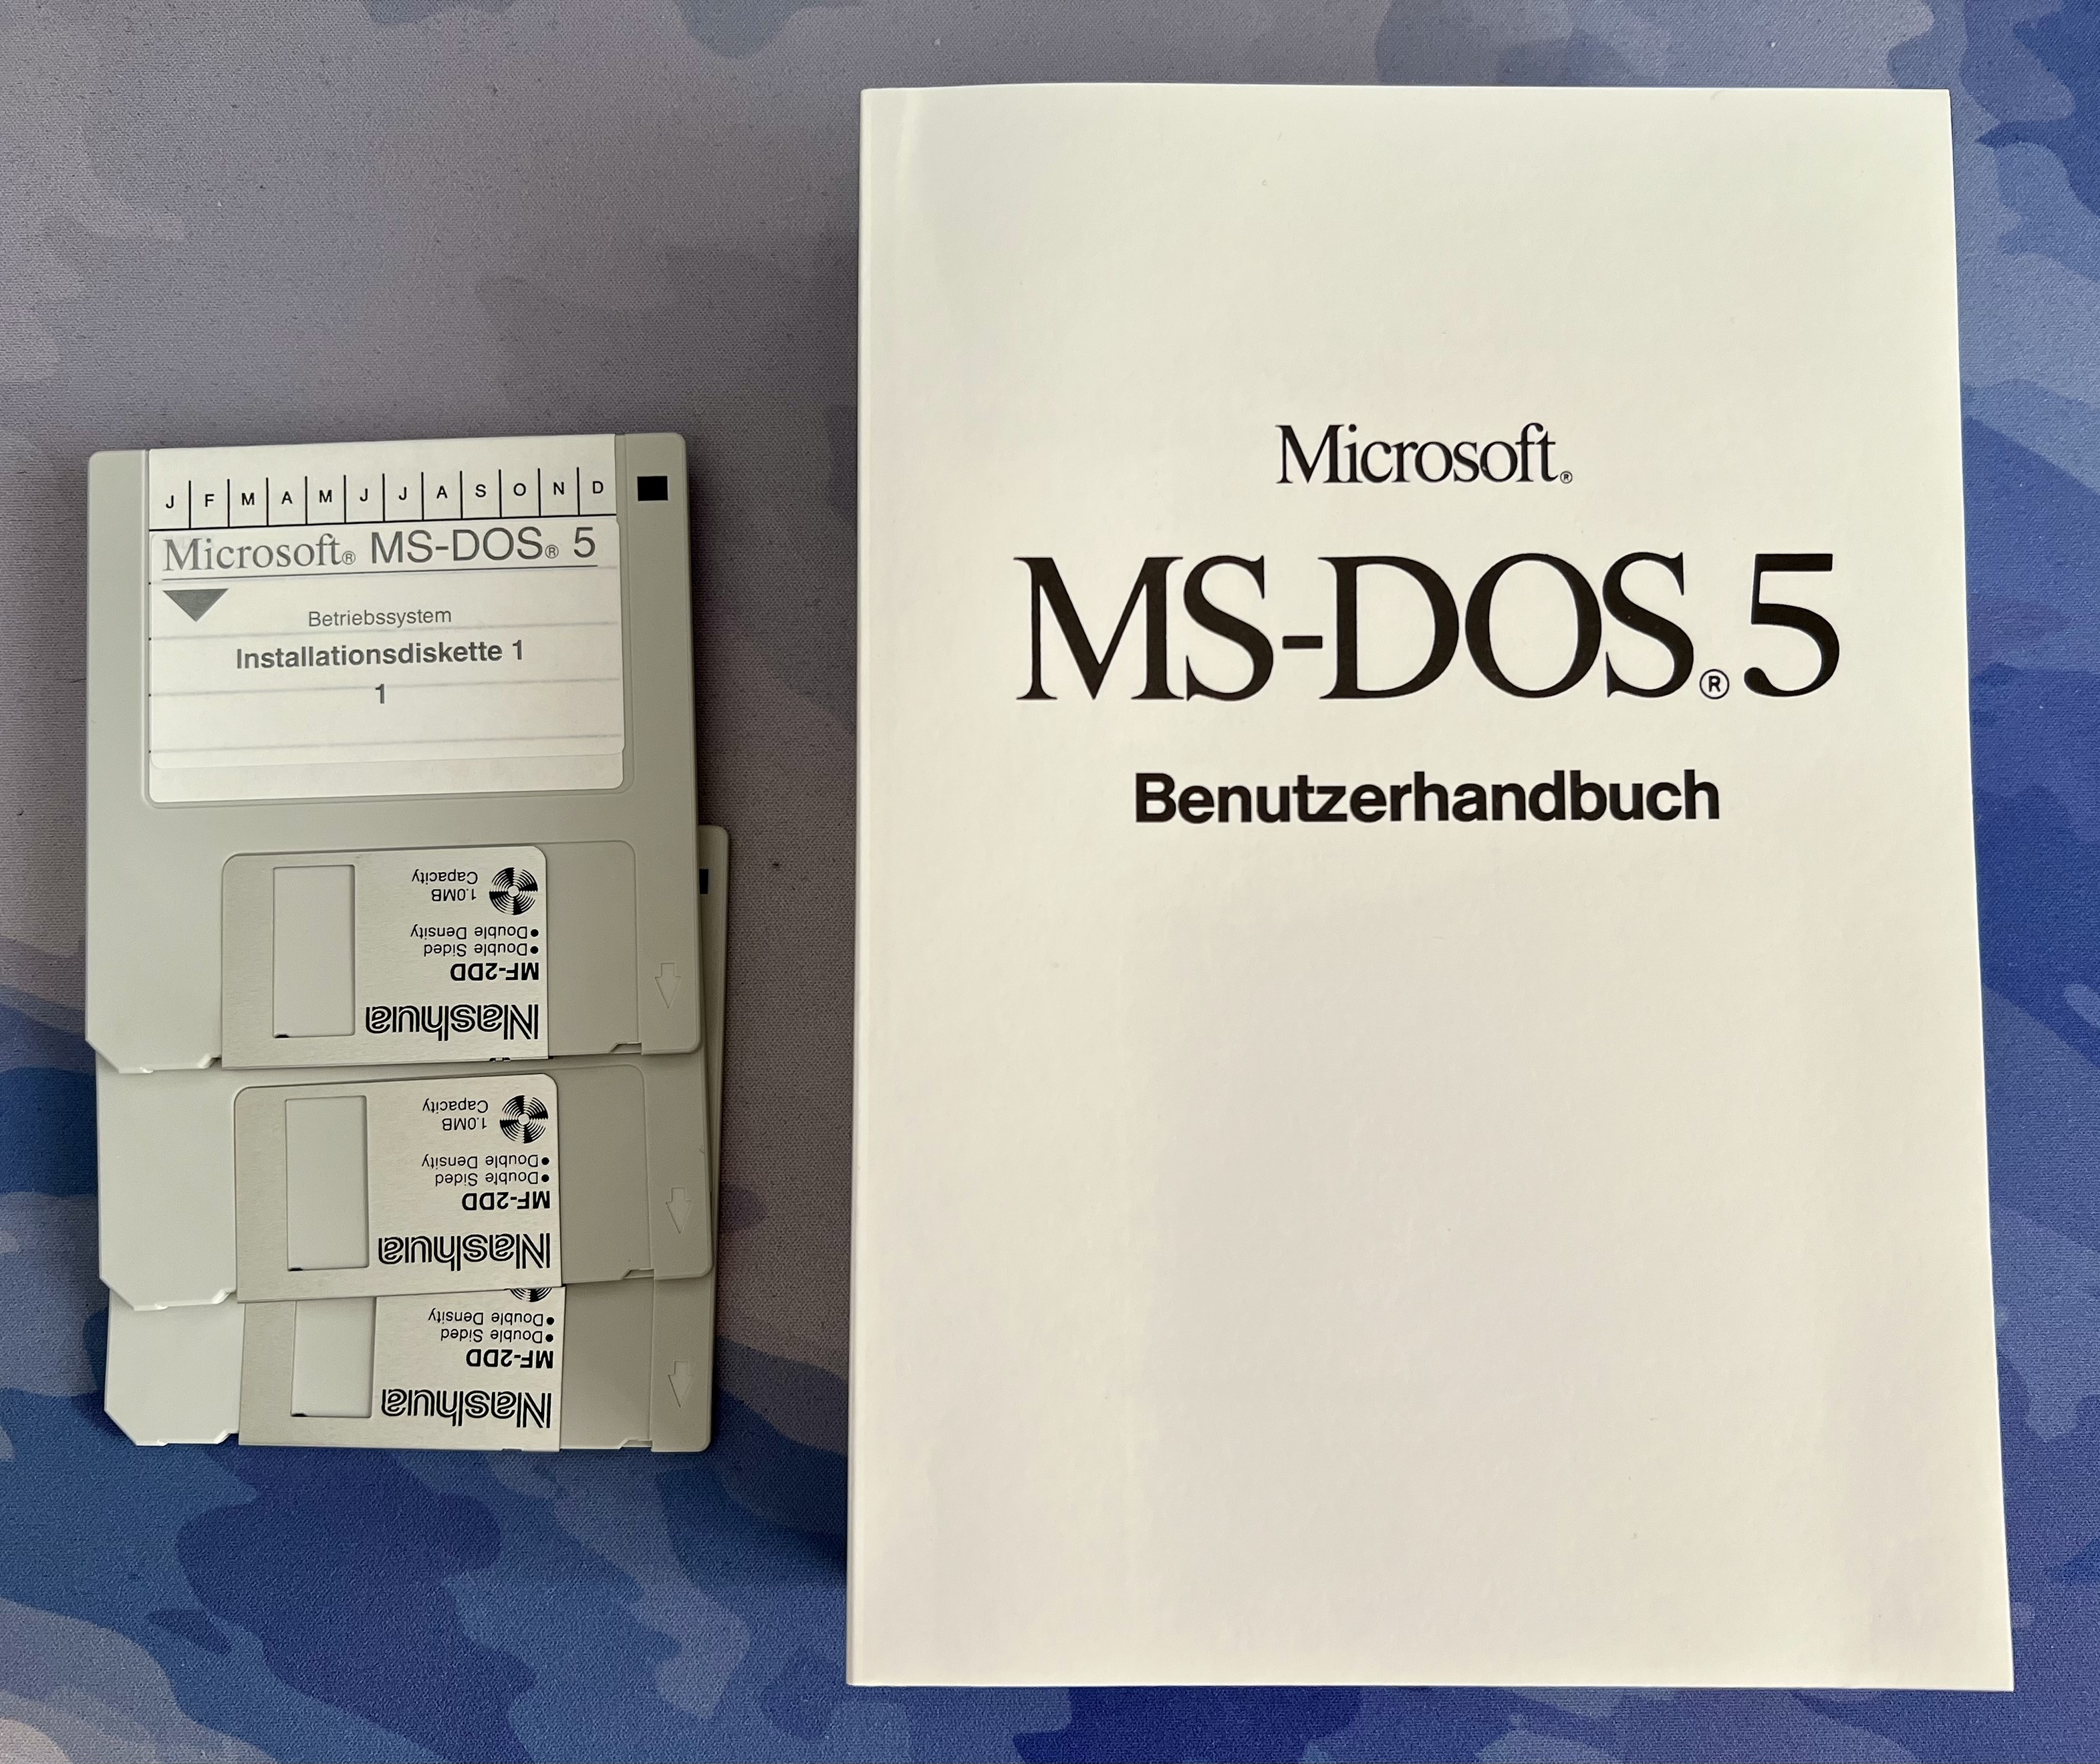 J F M A M J J A S O N D
Microsoft® MS-DOS® 5
Betriebssystem
Installationsdiskette 1
1
Nashua
MF-2DD
• Double Sided
• Double Density
1.0MB
Capacity
Nashua
MF-2DD
• Double Sided
• Double Density
1.0MB
Capacity
Nashua
MF-2DD
• Double Sided
• Double Density
Microsoft®
MS-DOS® 5
Benutzerhandbuch